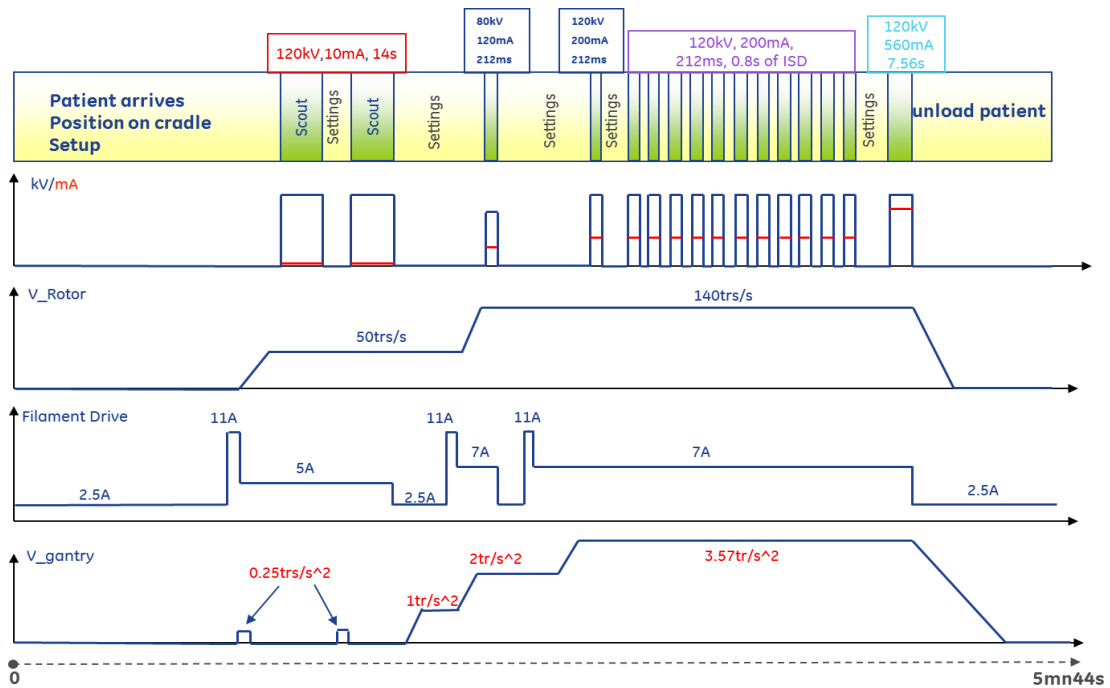 80kV
120mA
212ms
120kV
200mA
212ms
120kV
560mA
7.56s
120kV,10mA, 14s
120kV, 200mA,
212ms, 0.8s of ISD
Patient arrives
Position on cradle
Setup
Scout
Settings
Scout
Settings
Settings
Settings
Settings
unload patient
kV/mA
V_Rotor
50trs/s
140trs/s
Filament Drive
11A
11A
11A
2.5A
5A
2.5A
7A
7A
2.5A
V_gantry
0.25trs/s^2
1tr/s^2
2tr/s^2
3.57tr/s^2
0
5mn44s